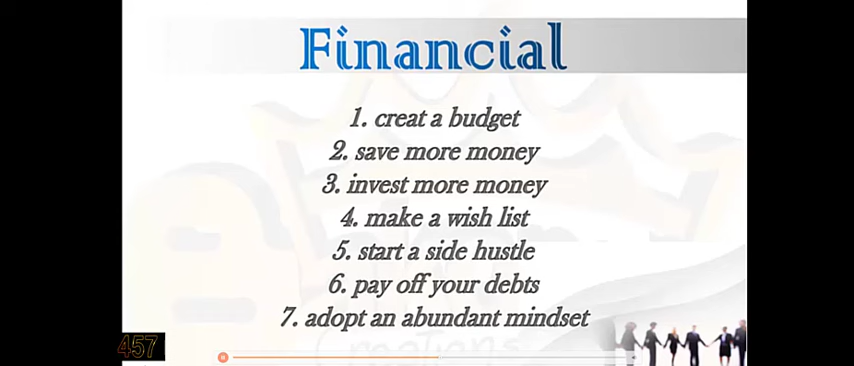 Financial
1. creat a budget
2. save more money
3. invest more money
4. make a wish list
5. start a side hustle
6. pay off your debts
7. adopt an abundant mindset
Creations
457